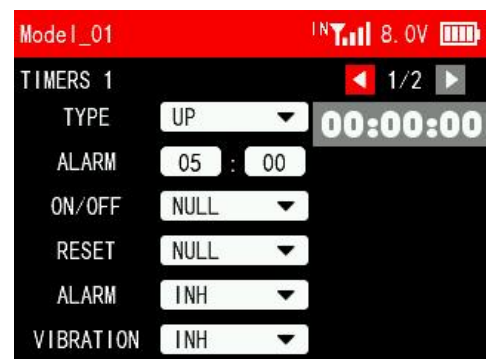 Model_01 IN 8.0V
TIMERS 1 1/2
TYPE UP 00:00:00
ALARM 05 : 00
ON/OFF NULL
RESET NULL
ALARM INH
VIBRATION INH